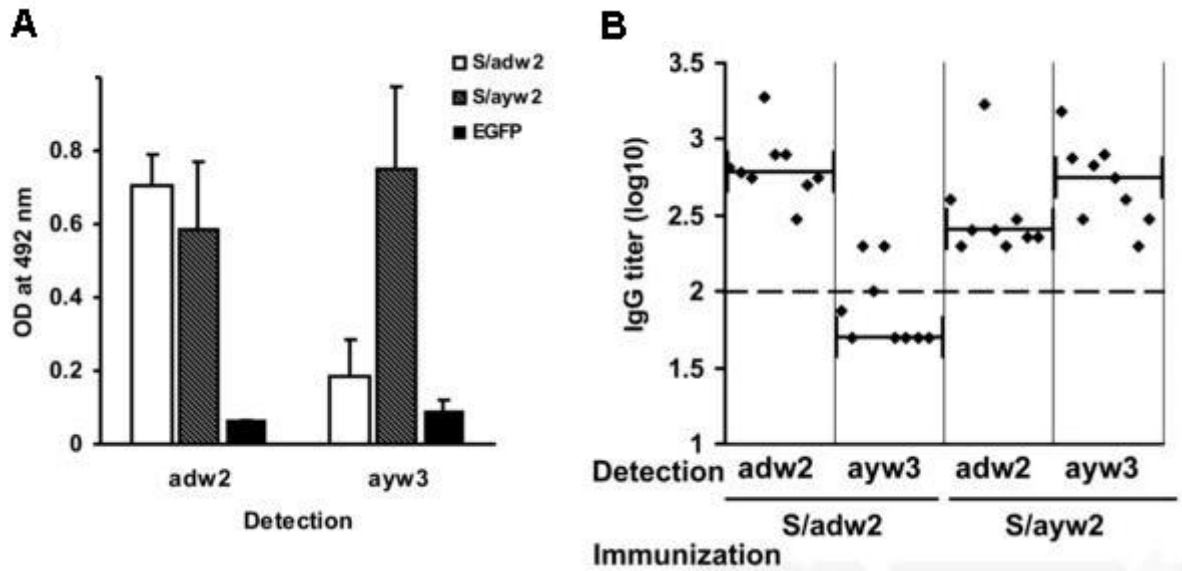 A
S/adw2
S/ayw2
EGFP
OD at 492 nm
0.8
0.6
0.4
0.2
0
adw2 ayw3
Detection
B
IgG titer (log10)
3.5
3
2.5
2
1.5
1
Detection adw2 ayw3 adw2 ayw3
S/adw2 S/ayw2
Immunization